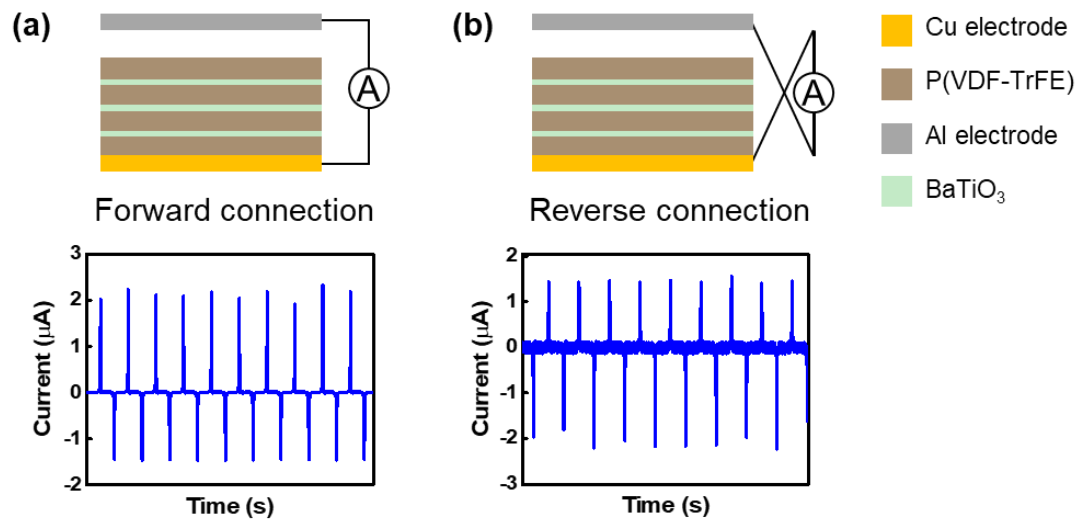 (a)
A
Forward connection
3
2
1
0
-1
-2
Current (μA)
Time (s)
(b)
A
Reverse connection
2
1
0
-1
-2
-3
Current (μA)
Time (s)
Cu electrode
P(VDF-TrFE)
Al electrode
BaTiO₃